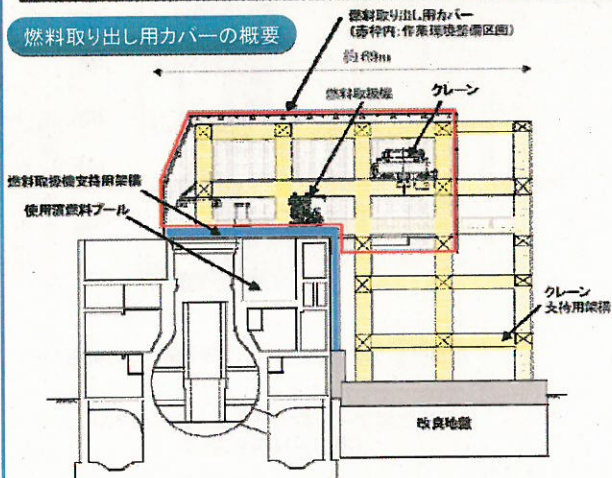 燃料取り出し用カバーの概要
燃料取り出し用カバー
(赤枠内:作業環境整備区画)
約69m
燃料取扱機
クレーン
燃料取扱機支持用架構
使用済燃料プール
クレーン
支持用架構
改良地盤